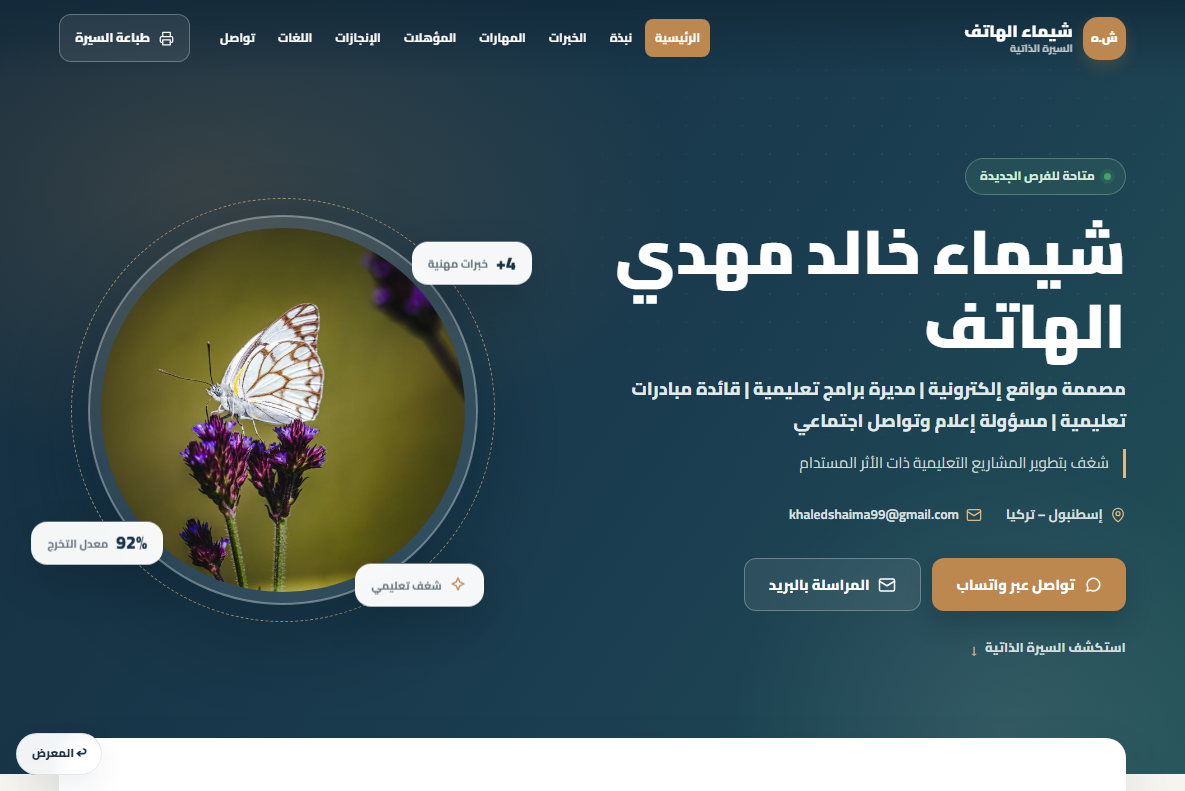 ش.ه
شيماء الهاتف
السيرة الذاتية
الرئيسية
نبذة
الخبرات
المهارات
المؤهلات
الإنجازات
اللغات
تواصل
طباعة السيرة
متاحة للفرص الجديدة
شيماء خالد مهدي
الهاتف
مصممة مواقع إلكترونية | مديرة برامج تعليمية | قائدة مبادرات
تعليمية | مسؤولة إعلام وتواصل اجتماعي
شغف بتطوير المشاريع التعليمية ذات الأثر المستدام
إسطنبول – تركيا
khaledshaima99@gmail.com
تواصل عبر واتساب
المراسلة بالبريد
استكشف السيرة الذاتية ↓
+4 خبرات مهنية
92% معدل التخرج
شغف تعليمي
↩ المعرض